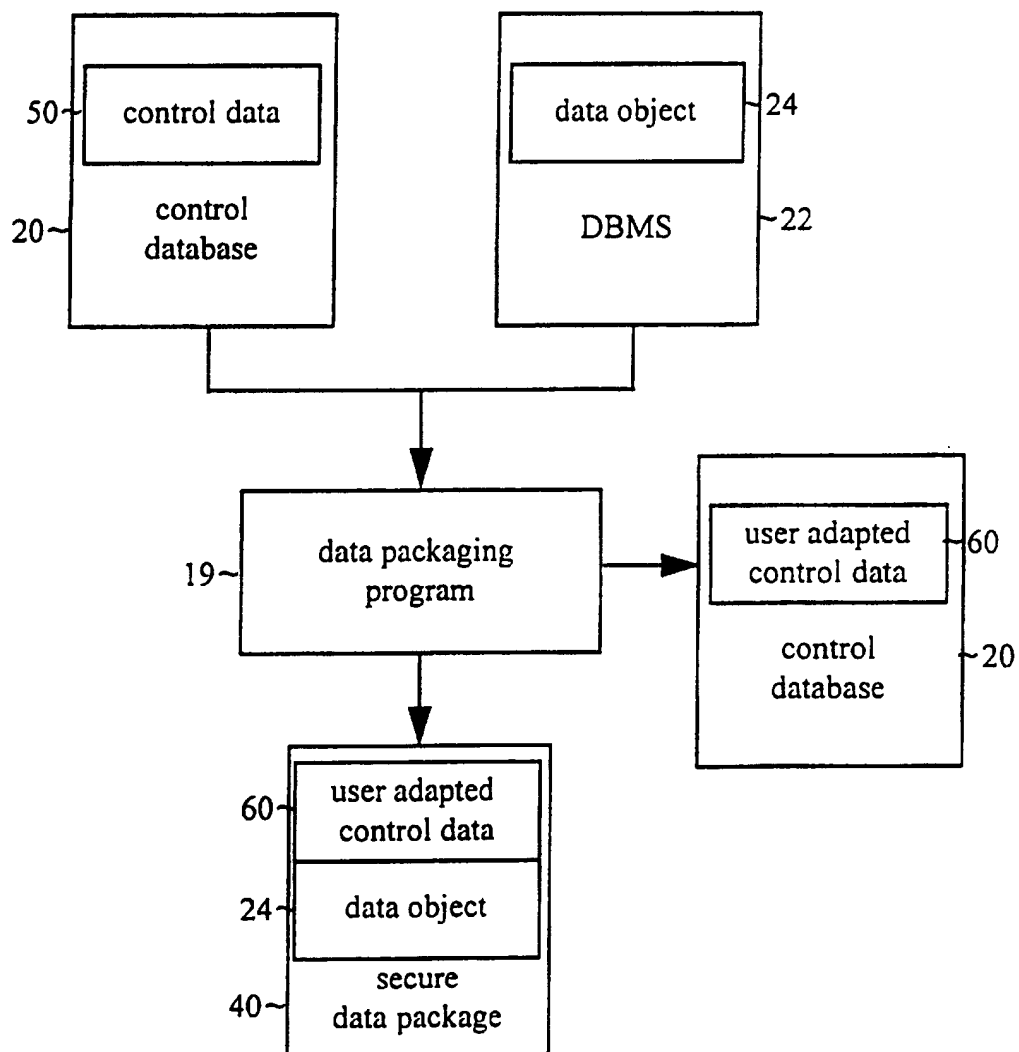 50~ control data
20~ control
database
data object ~24
DBMS ~22
19~ data packaging
program
user adapted ~60
control data
control ~20
database
60~ user adapted
control data
24~ data object
secure
40~ data package